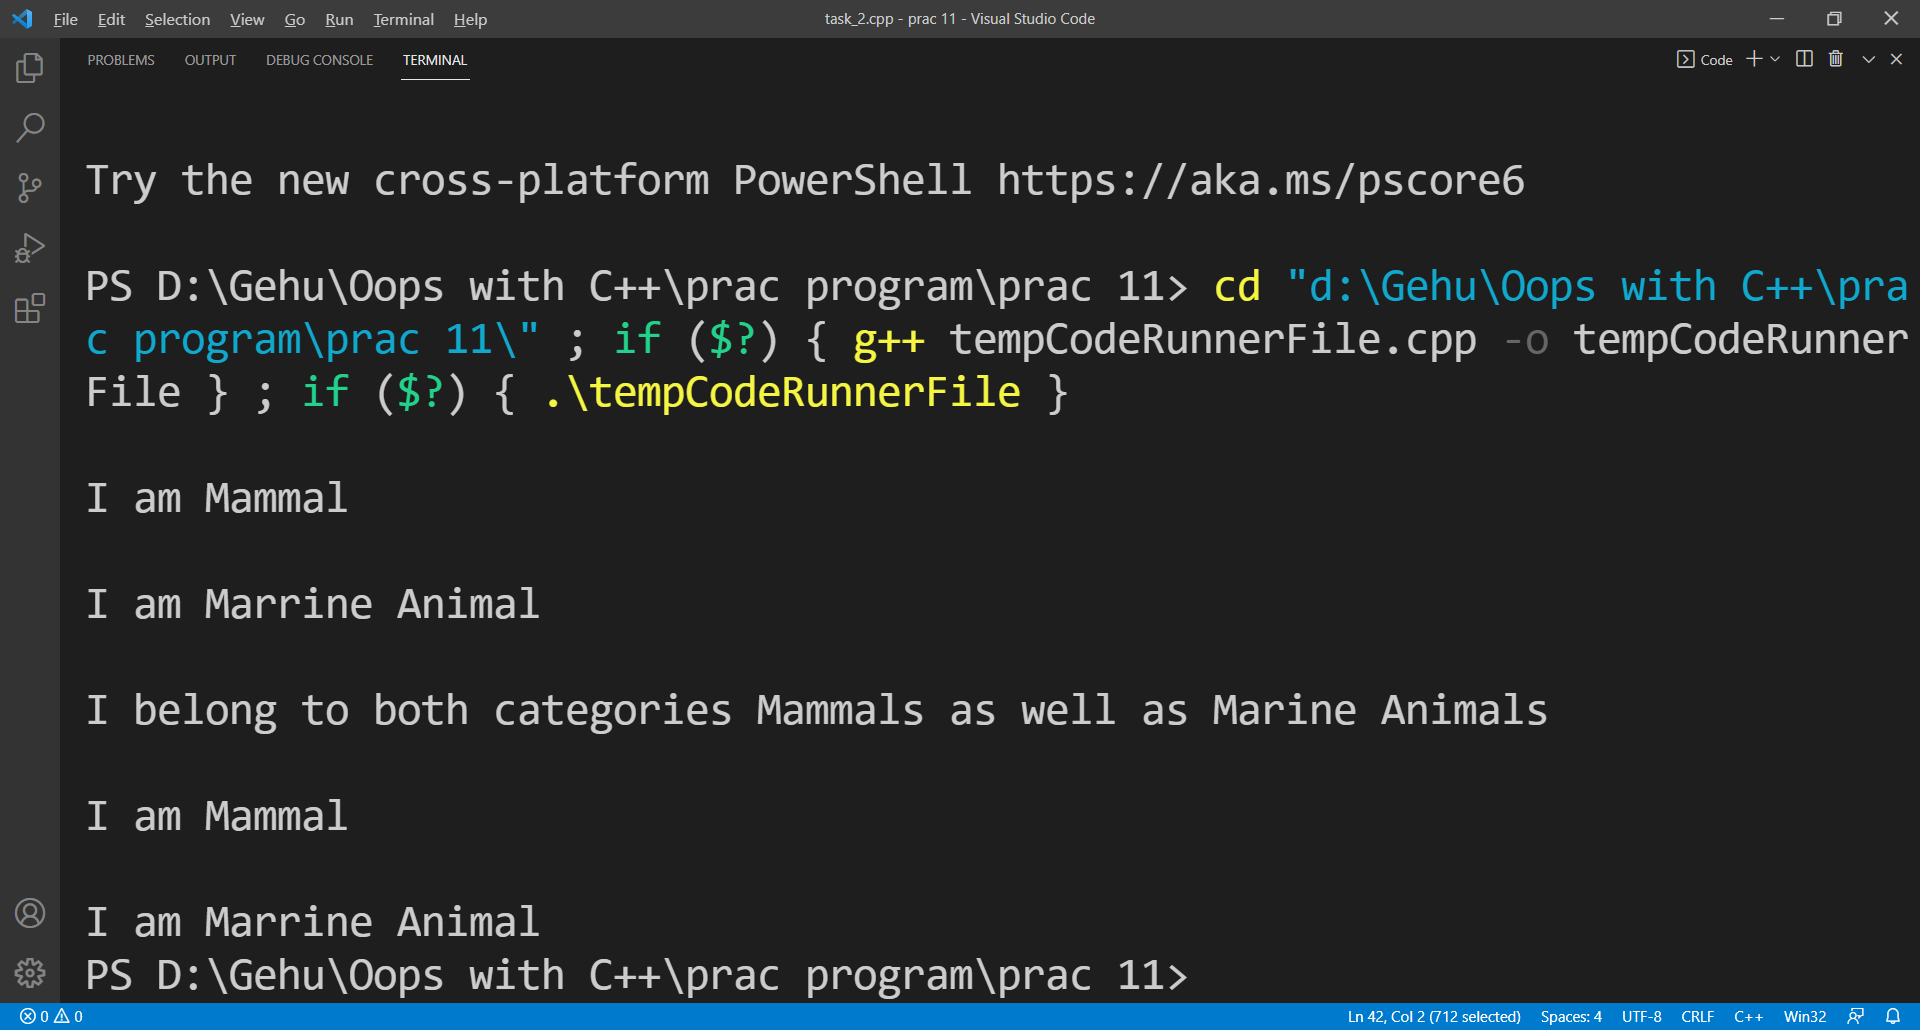 File Edit Selection View Go Run Terminal Help
task_2.cpp - prac 11 - Visual Studio Code
PROBLEMS OUTPUT DEBUG CONSOLE TERMINAL
Code
Try the new cross-platform PowerShell https://aka.ms/pscore6
PS D:\Gehu\Oops with C++\prac program\prac 11> cd "d:\Gehu\Oops with C++\pra
c program\prac 11\" ; if ($?) { g++ tempCodeRunnerFile.cpp -o tempCodeRunner
File } ; if ($?) { .\tempCodeRunnerFile }
I am Mammal
I am Marrine Animal
I belong to both categories Mammals as well as Marine Animals
I am Mammal
I am Marrine Animal
PS D:\Gehu\Oops with C++\prac program\prac 11>
0 0
Ln 42, Col 2 (712 selected) Spaces: 4 UTF-8 CRLF C++ Win32